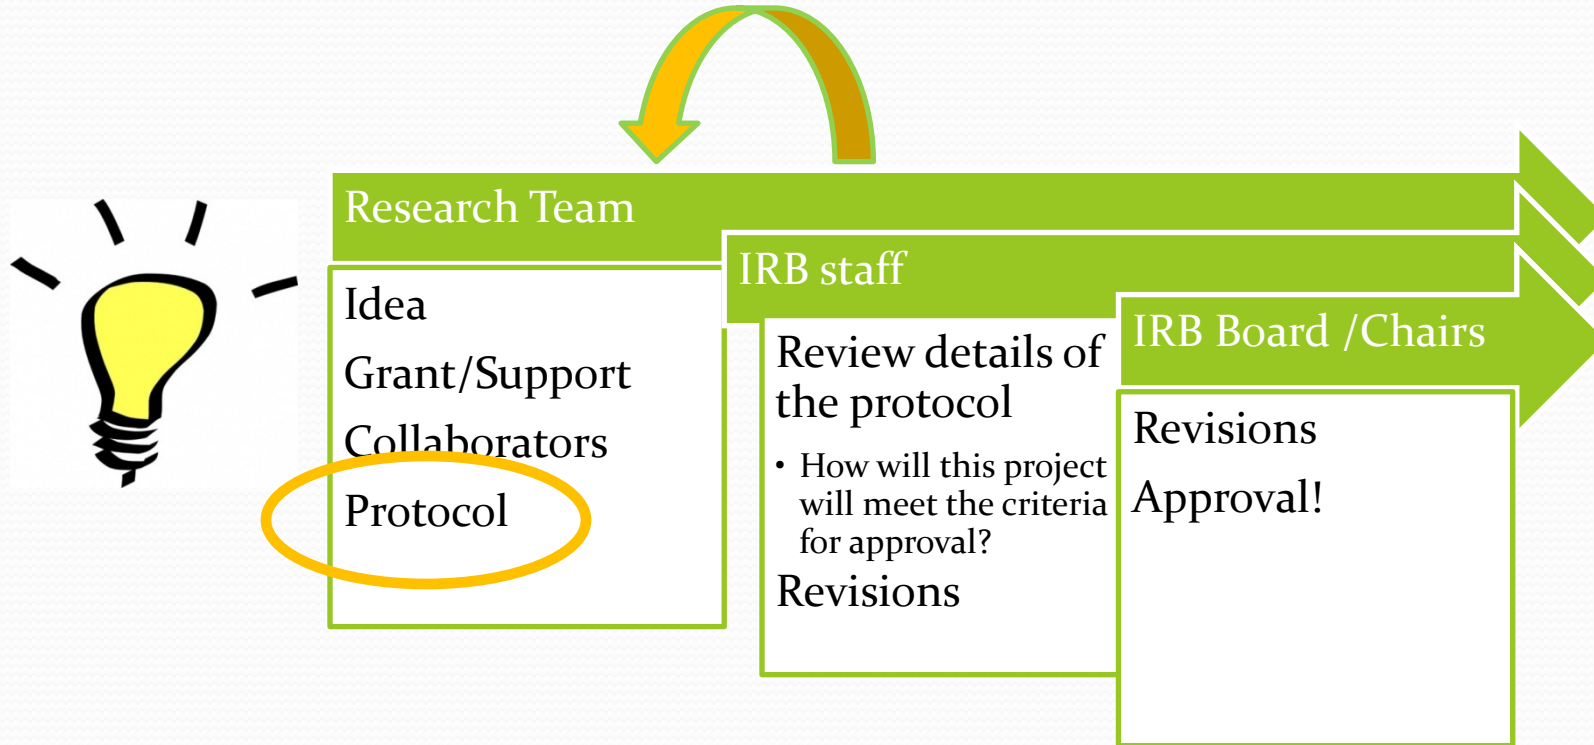 Research Team
Idea
Grant/Support
Collaborators
Protocol
IRB staff
Review details of
the protocol
• How will this project
will meet the criteria
for approval?
Revisions
IRB Board /Chairs
Revisions
Approval!